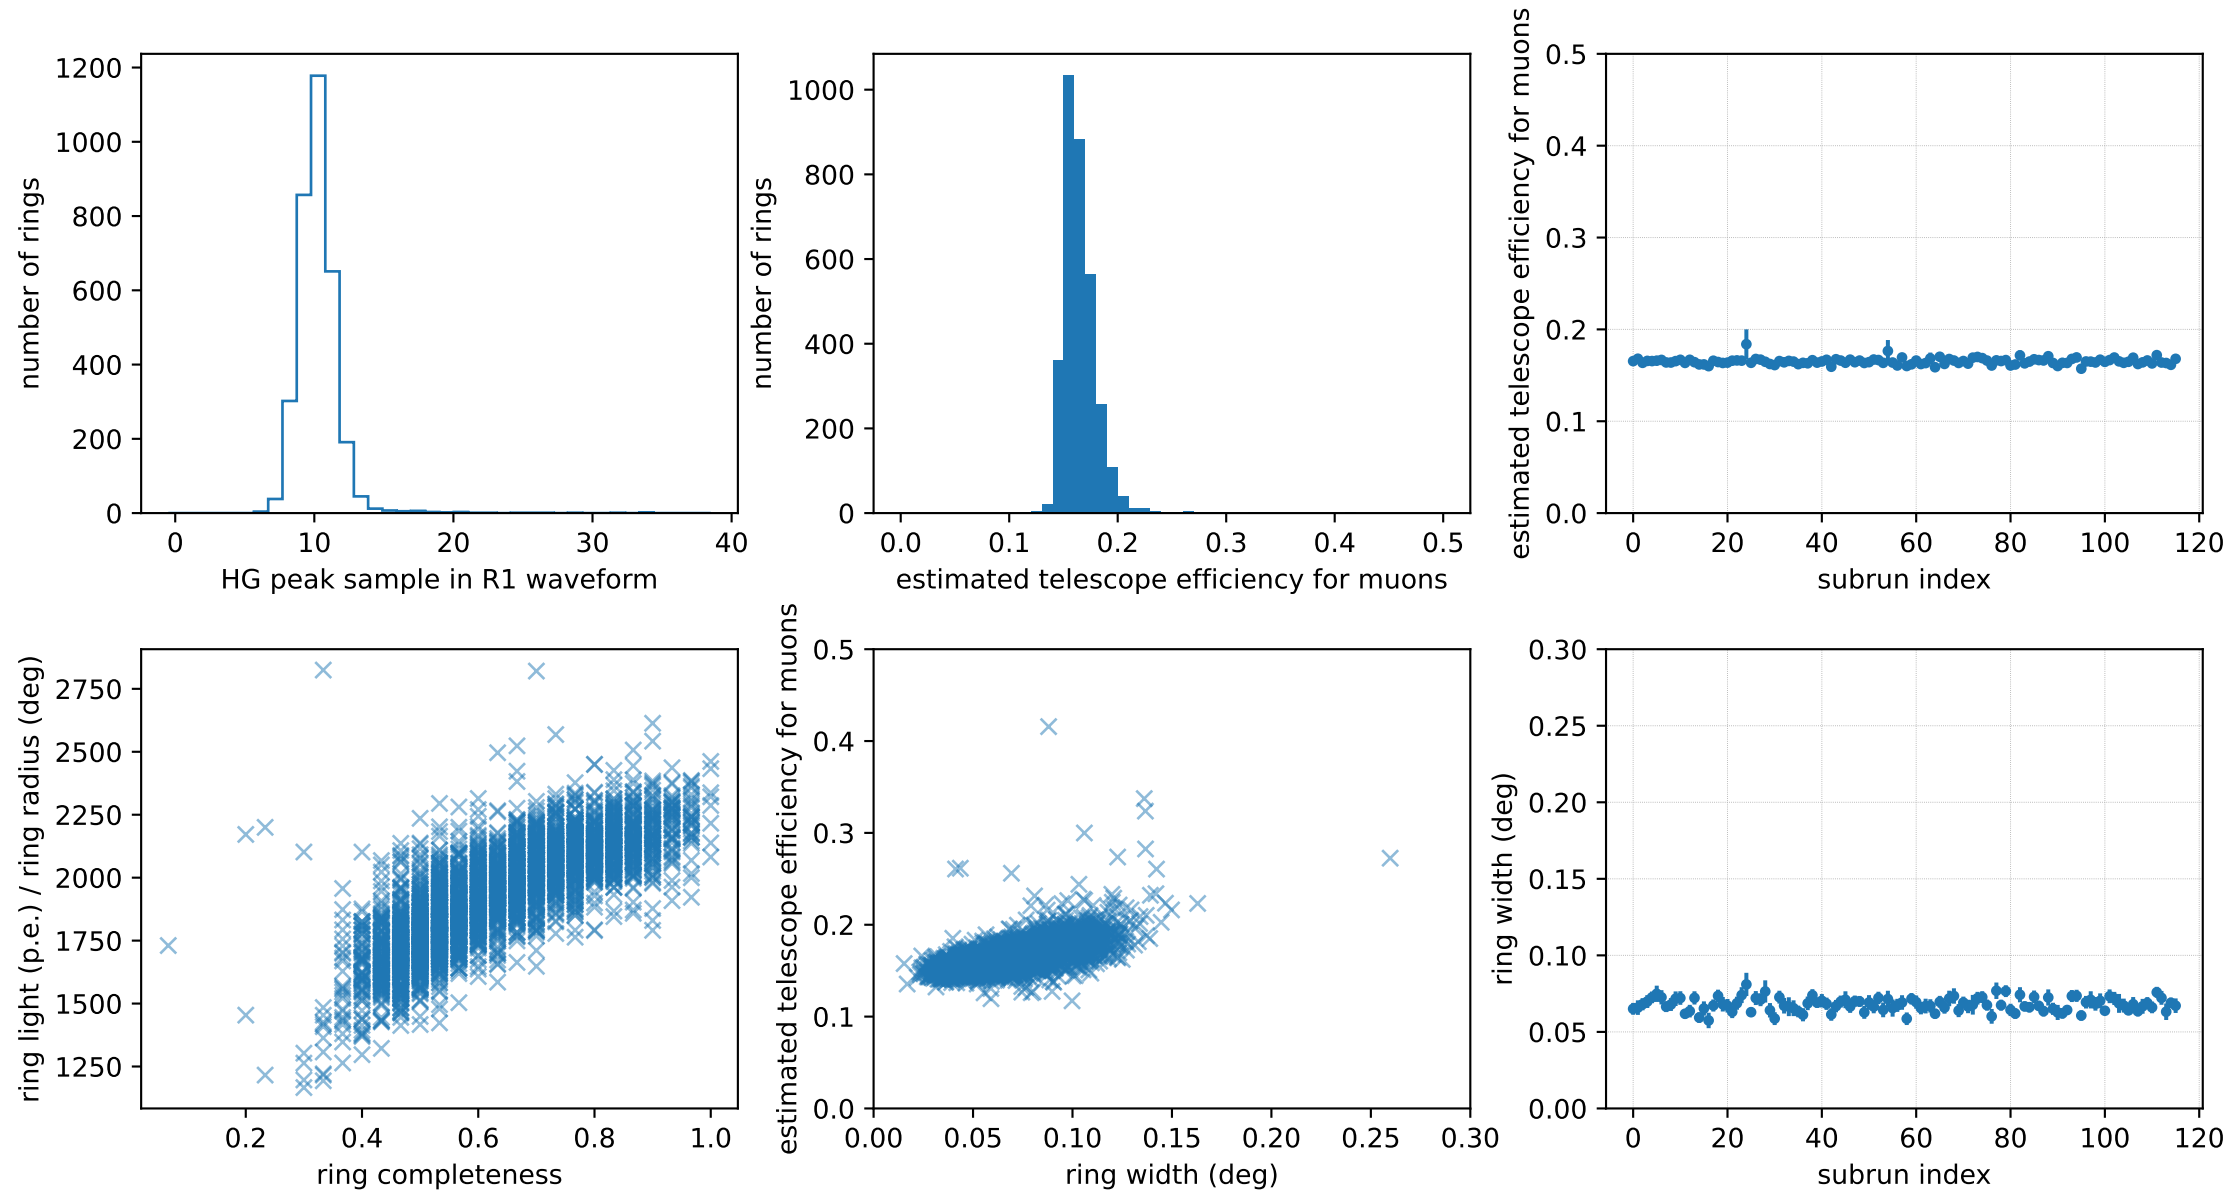 1200
1000
800
600
400
200
0
number of rings
0 10 20 30 40
HG peak sample in R1 waveform
1000
800
600
400
200
0
number of rings
0.0 0.1 0.2 0.3 0.4 0.5
estimated telescope efficiency for muons
0.5
0.4
0.3
0.2
0.1
0.0
estimated telescope efficiency for muons
0 20 40 60 80 100 120
subrun index
2750
2500
2250
2000
1750
1500
1250
ring light (p.e.) / ring radius (deg)
0.2 0.4 0.6 0.8 1.0
ring completeness
0.5
0.4
0.3
0.2
0.1
0.0
estimated telescope efficiency for muons
0.00 0.05 0.10 0.15 0.20 0.25 0.30
ring width (deg)
0.30
0.25
0.20
0.15
0.10
0.05
0.00
ring width (deg)
0 20 40 60 80 100 120
subrun index